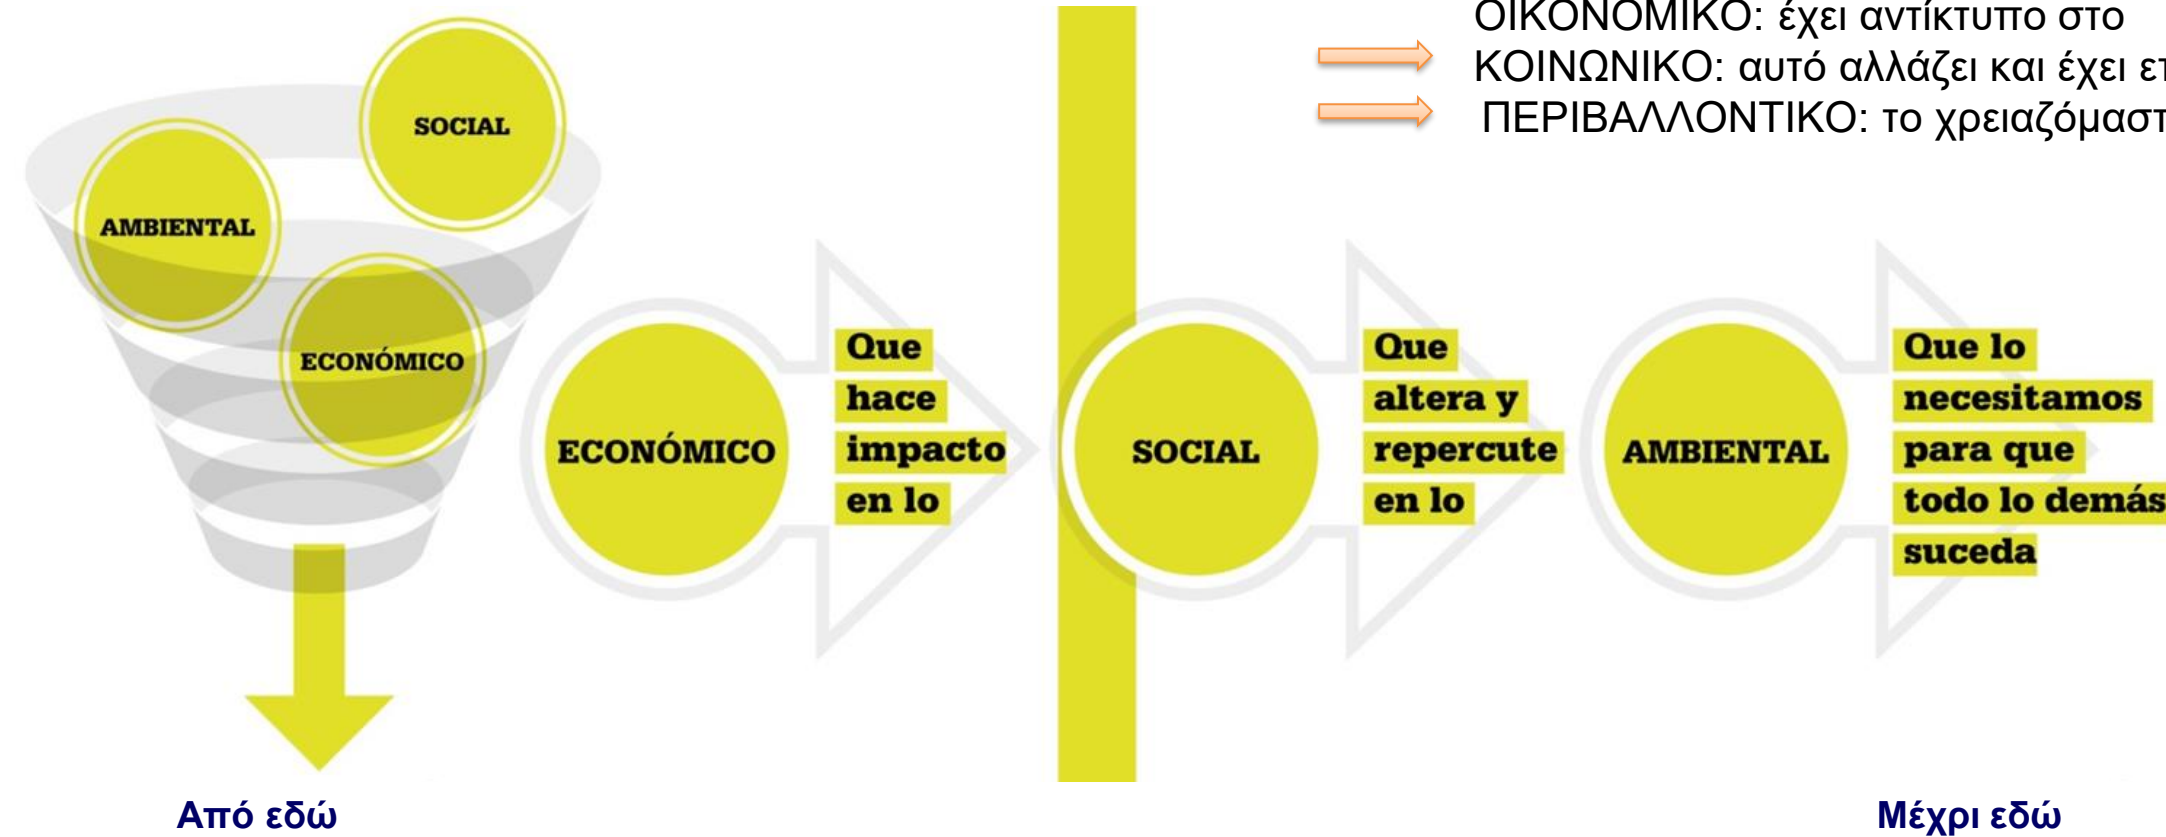 ΟΙΚΟΝΟΜΙΚΟ: έχει αντίκτυπο στο
ΚΟΙΝΩΝΙΚΟ: αυτό αλλάζει και έχει
ΠΕΡΙΒΑΛΛΟΝΤΙΚΟ: το
SOCIAL
AMBIENTAL
ECONÓMICO
ECONÓMICO
Que
hace
impacto
en lo
SOCIAL
Que
altera y
repercute
en lo
AMBIENTAL
Que lo
necesitamos
para que
todo lo demás
suceda
Από εδώ
Μέχρι εδώ